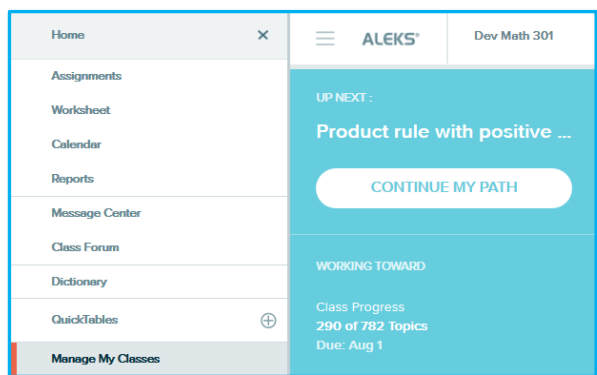 Home
Assignments
Worksheet
Calendar
Reports
Message Center
Class Forum
Dictionary
QuickTables
Manage My Classes
ALEKS®
Dev Math 301
UP NEXT :
Product rule with positive ...
CONTINUE MY PATH
WORKING TOWARD
Class Progress
290 of 782 Topics
Due: Aug 1